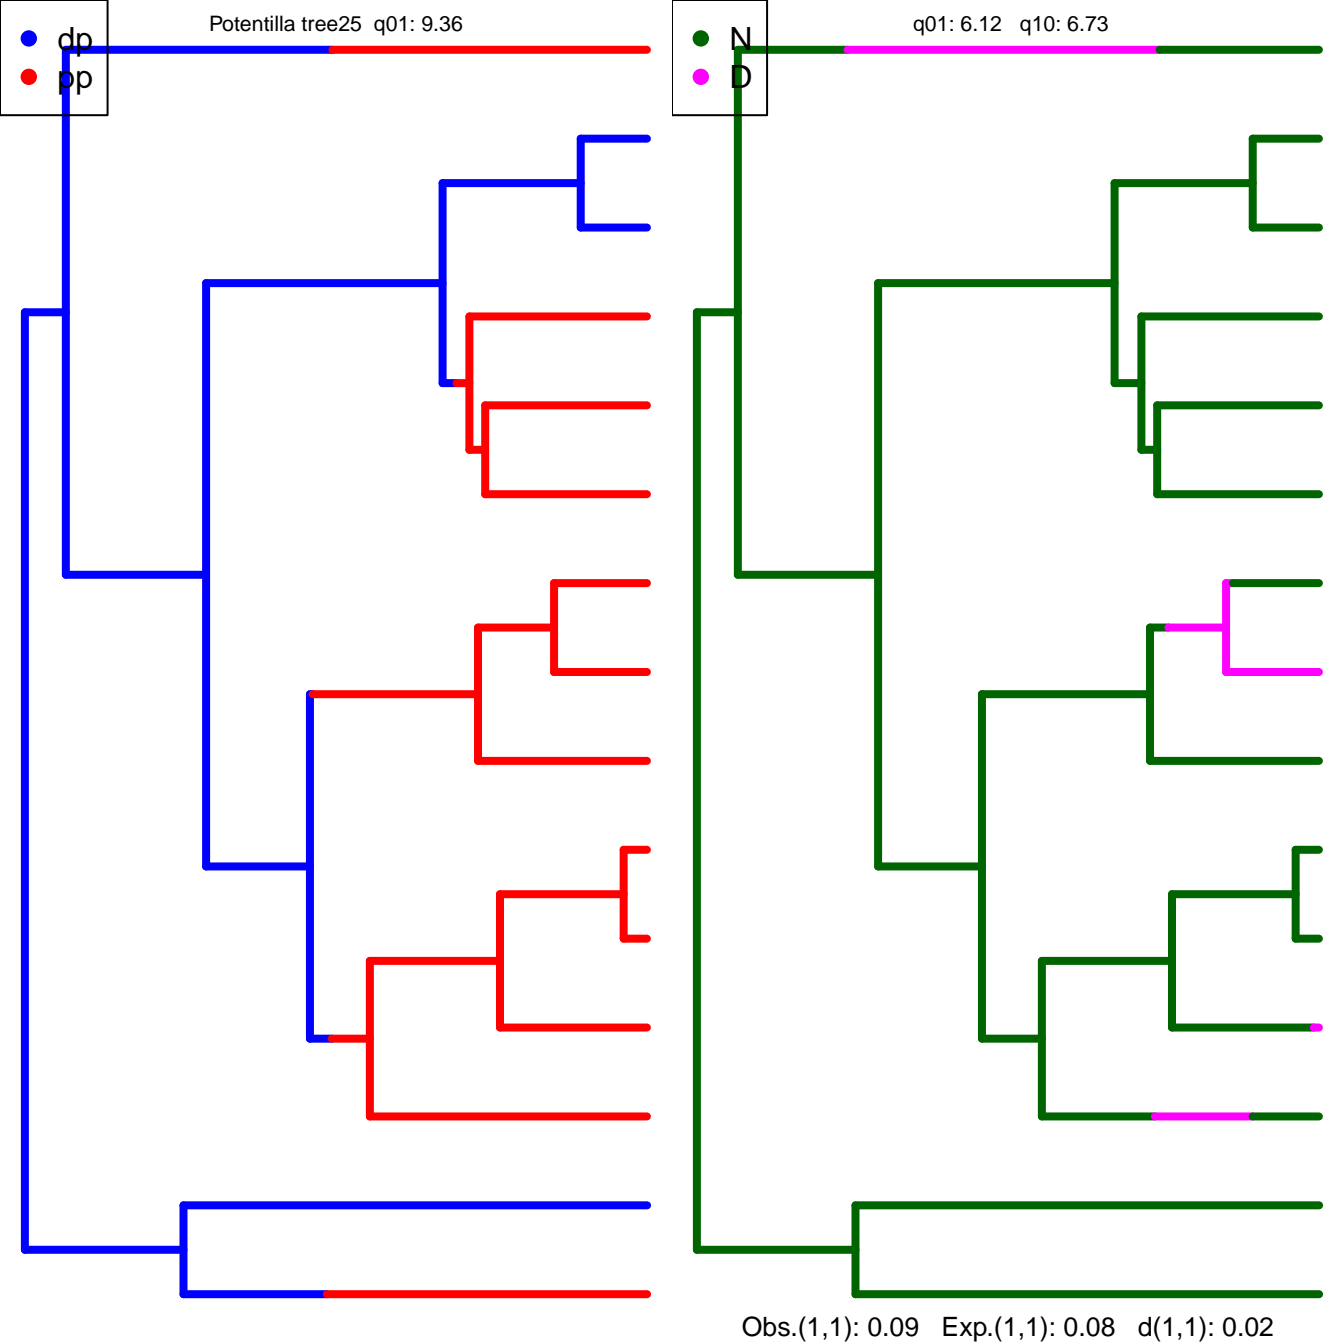 Potentilla tree25 q01: 9.36
dp
pp
q01: 6.12 q10: 6.73
N
D
Obs.(1,1): 0.09 Exp.(1,1): 0.08 d(1,1): 0.02